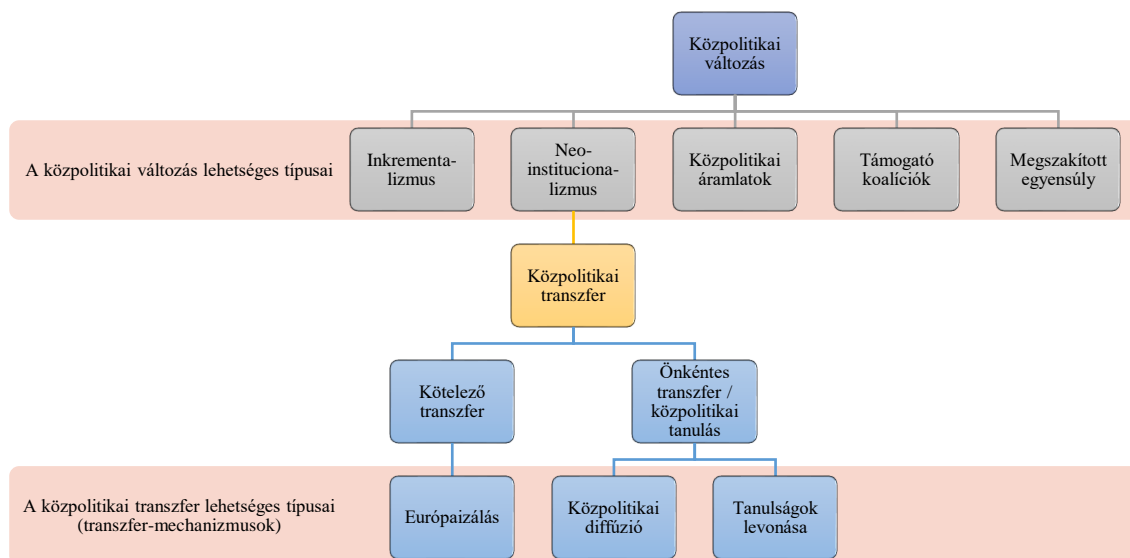 Közpolitikai
változás
A közpolitikai változás lehetséges típusai
Inkrementa-
lizmus
Neo-
instituciona-
lizmus
Közpolitikai
áramlatok
Támogató
koalíciók
Megszakított
egyensúly
Közpolitikai
transzfer
Kötelező
transzfer
Önkéntes
transzfer /
közpolitikai
tanulás
A közpolitikai transzfer lehetséges típusai
(transzfer-mechanizmusok)
Európaizálás
Közpolitikai
diffúzió
Tanulságok
levonása